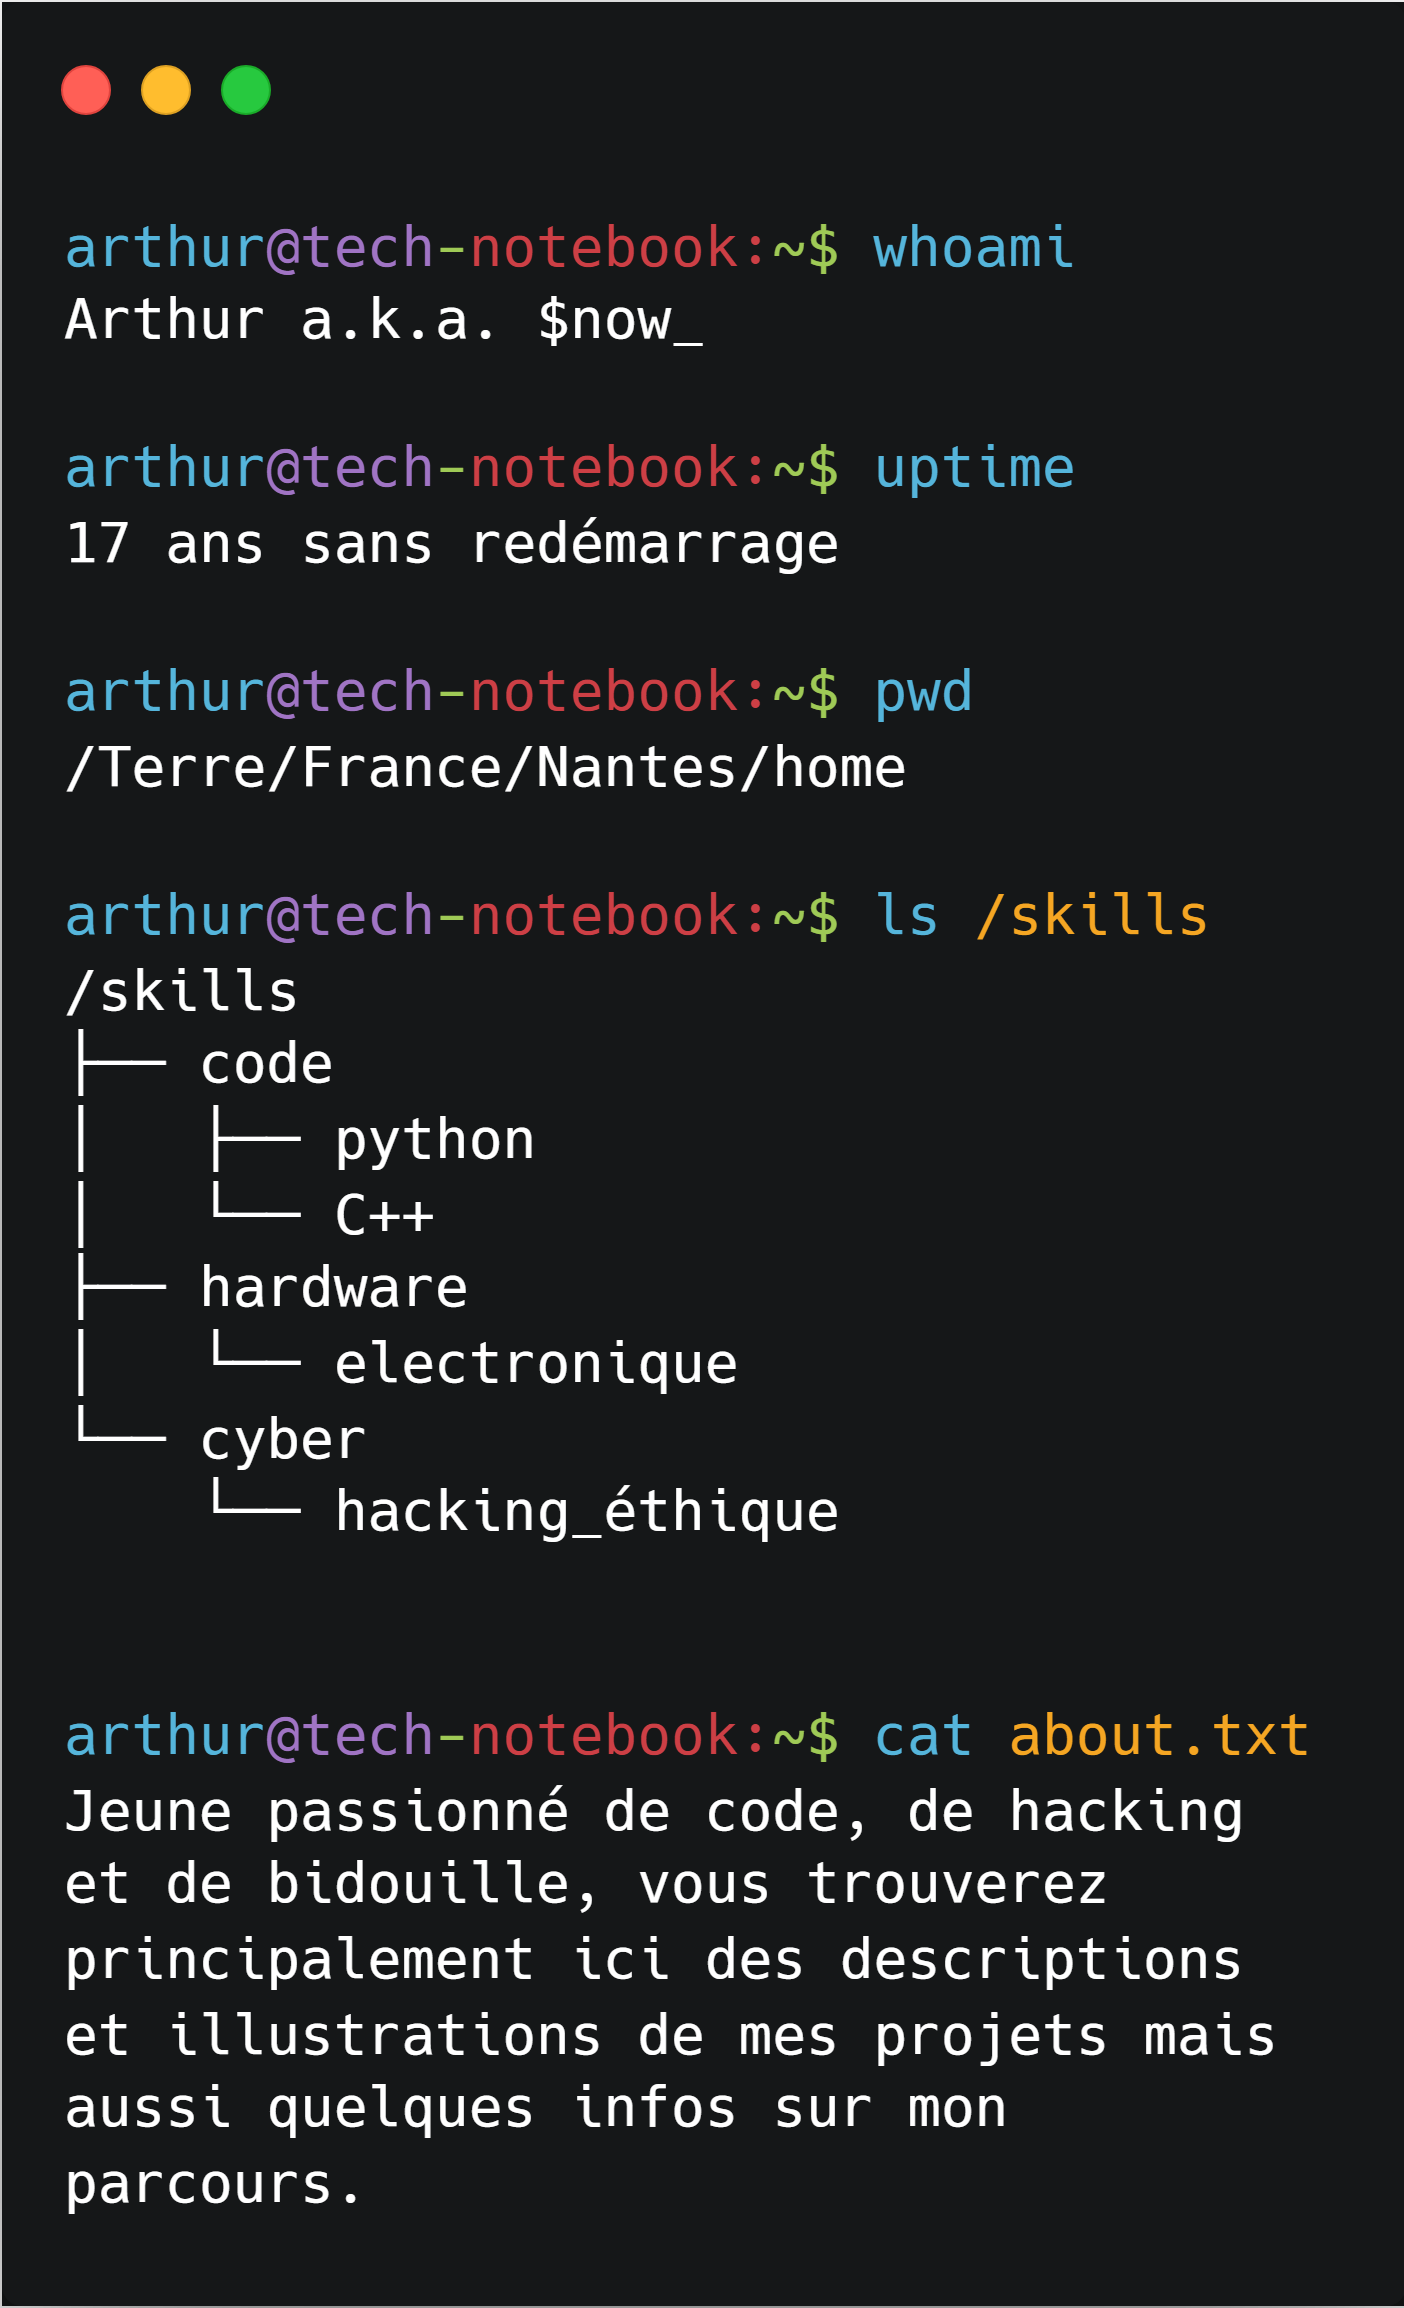 arthur@tech-notebook:~$ whoami
Arthur a.k.a. $now_
arthur@tech-notebook:~$ uptime
17 ans sans redémarrage
arthur@tech-notebook:~$ pwd
/Terre/France/Nantes/home
arthur@tech-notebook:~$ ls /skills
/skills
├── code
│   ├── python
│   └── C++
├── hardware
│   └── electronique
└── cyber
    └── hacking_éthique
arthur@tech-notebook:~$ cat about.txt
Jeune passionné de code, de hacking
et de bidouille, vous trouverez
principalement ici des descriptions
et illustrations de mes projets mais
aussi quelques infos sur mon
parcours.